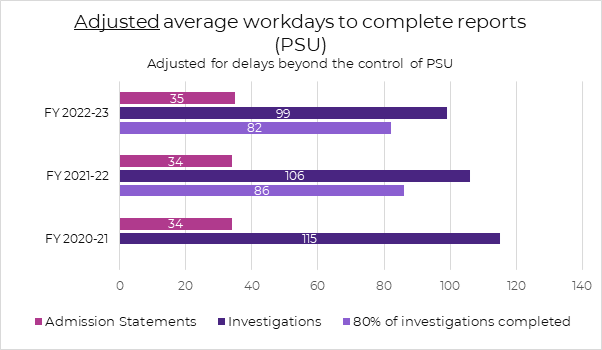 Adjusted average workdays to complete reports
(PSU)
Adjusted for delays beyond the control of PSU
FY 2022-23
35
99
82
FY 2021-22
34
106
86
FY 2020-21
34
115
0 20 40 60 80 100 120 140
Admission Statements Investigations 80% of investigations completed